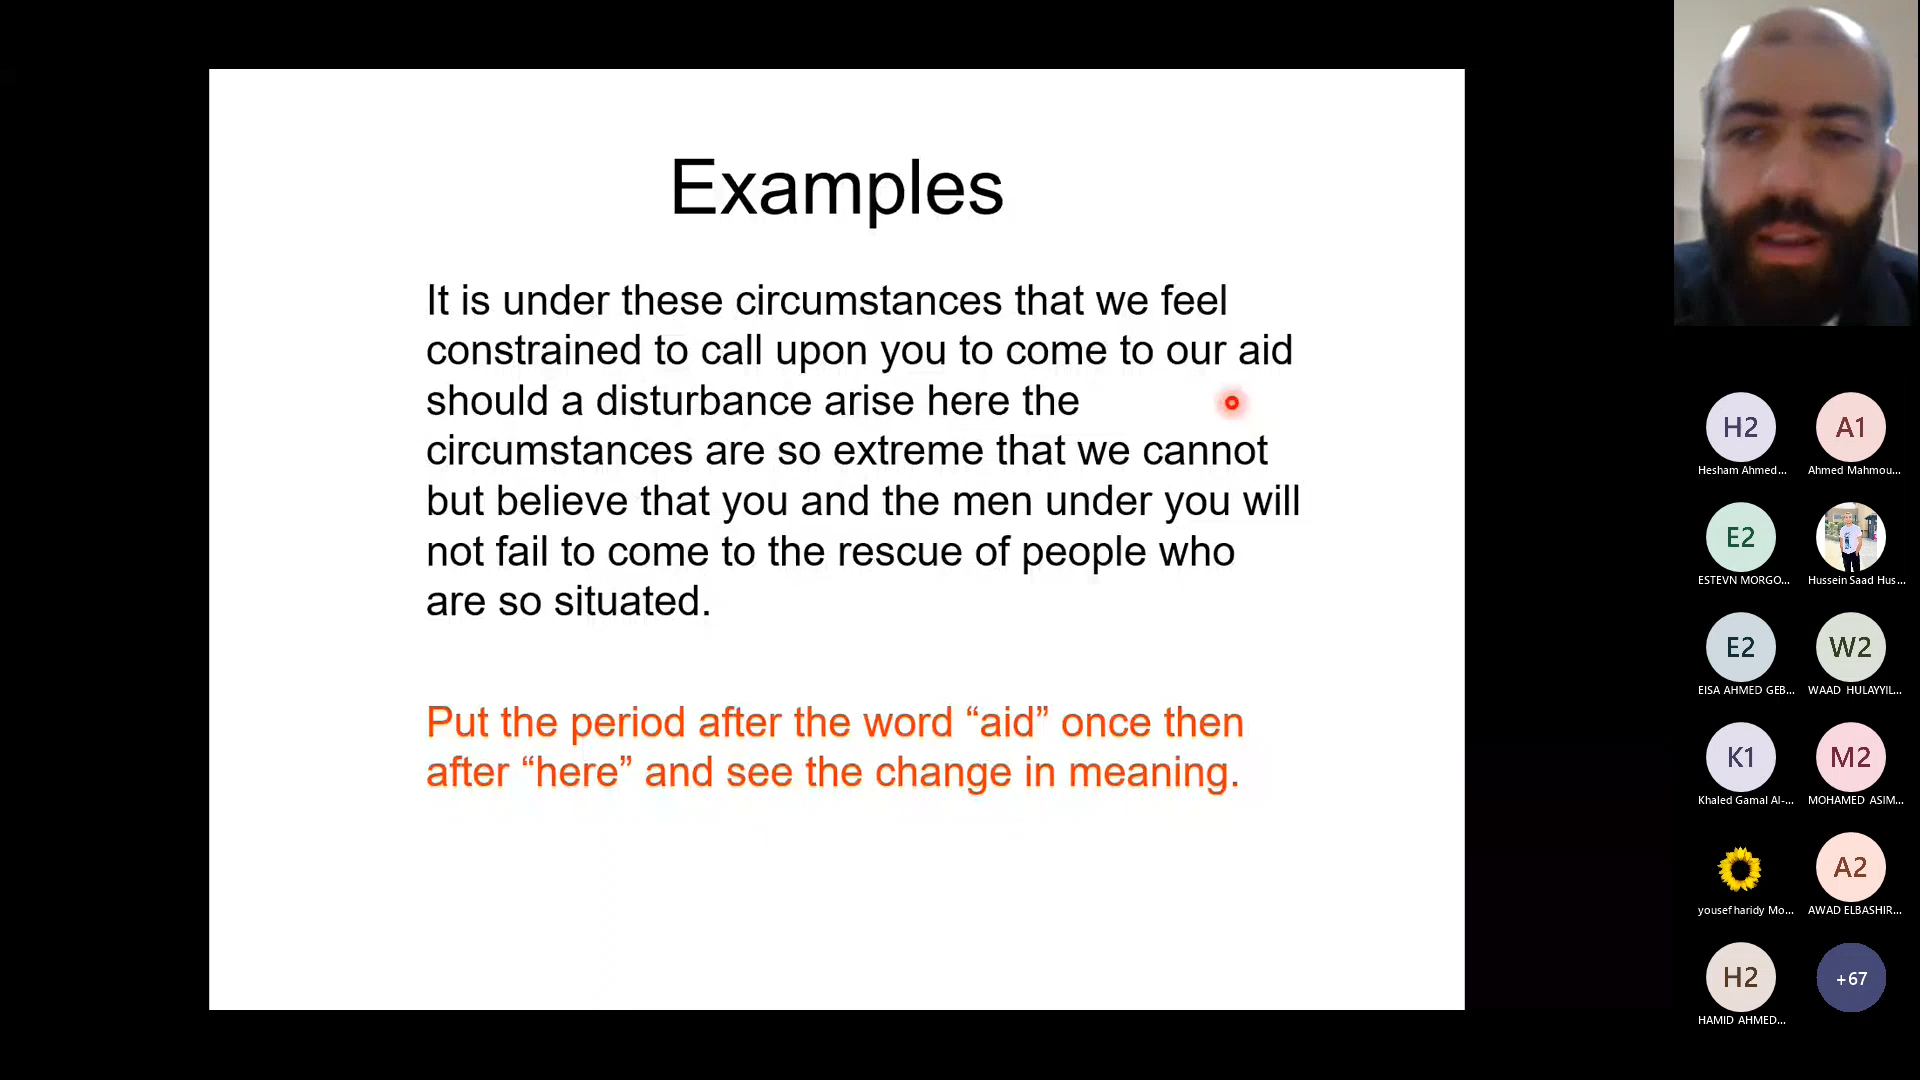 Examples
It is under these circumstances that we feel
constrained to call upon you to come to our aid
should a disturbance arise here the
circumstances are so extreme that we cannot
but believe that you and the men under you will
not fail to come to the rescue of people who
are so situated.
Put the period after the word “aid” once then
after “here” and see the change in meaning.
H2
A1
Hesham Ahmed...
Ahmed Mahmou...
E2
ESTEVN MORGO...
Hussein Saad Hus...
E2
W2
EISA AHMED GEB...
WAAD HULAYYIL...
K1
M2
Khaled Gamal Al-...
MOHAMED ASIM...
A2
yousef haridy Mo...
AWAD ELBASHIR...
H2
+67
HAMID AHMED...